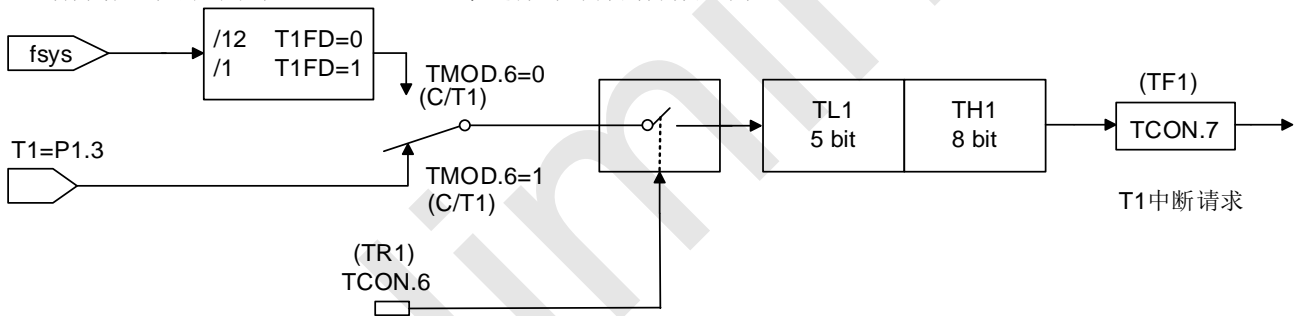 fsys
/12 T1FD=0
/1 T1FD=1
TMOD.6=0
(C/T1)
T1=P1.3
TMOD.6=1
(C/T1)
(TR1)
TCON.6
TL1
5 bit
TH1
8 bit
(TF1)
TCON.7
T1中断请求